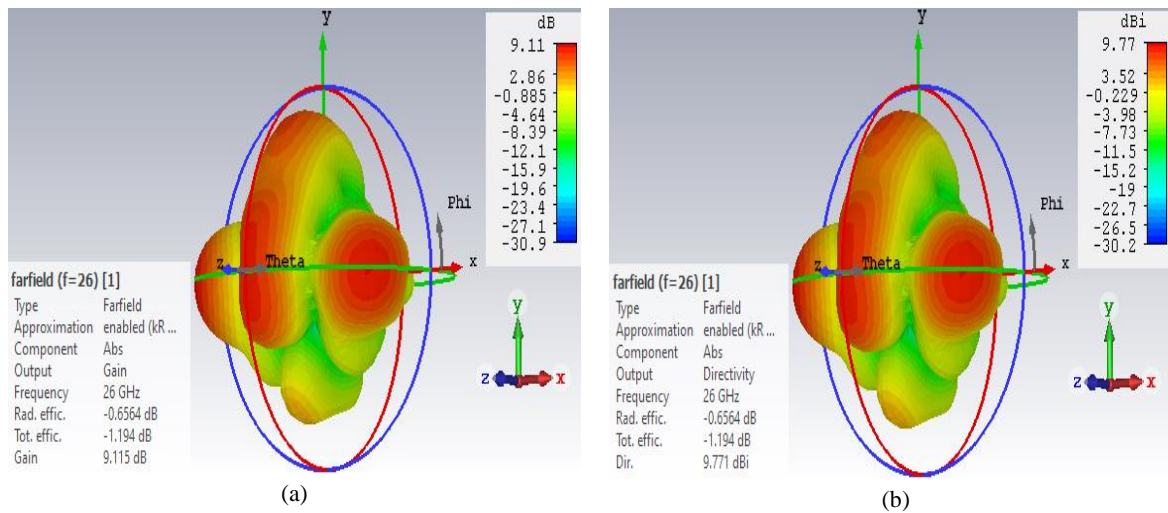 y
dB
9.11
2.86
-0.885
-4.64
-8.39
-12.1
-15.9
-19.6
-23.4
-27.1
-30.9
Phi
z
Theta
x
farfield (f=26) [1]
Type Farfield
Approximation enabled (kR ...
Component Abs
Output Gain
Frequency 26 GHz
Rad. effic. -0.6564 dB
Tot. effic. -1.194 dB
Gain 9.115 dB
y
z
x
(a)
y
dBi
9.77
3.52
-0.229
-3.98
-7.73
-11.5
-15.2
-19
-22.7
-26.5
-30.2
Phi
z
Theta
x
farfield (f=26) [1]
Type Farfield
Approximation enabled (kR ...
Component Abs
Output Directivity
Frequency 26 GHz
Rad. effic. -0.6564 dB
Tot. effic. -1.194 dB
Dir. 9.771 dBi
y
z
x
(b)